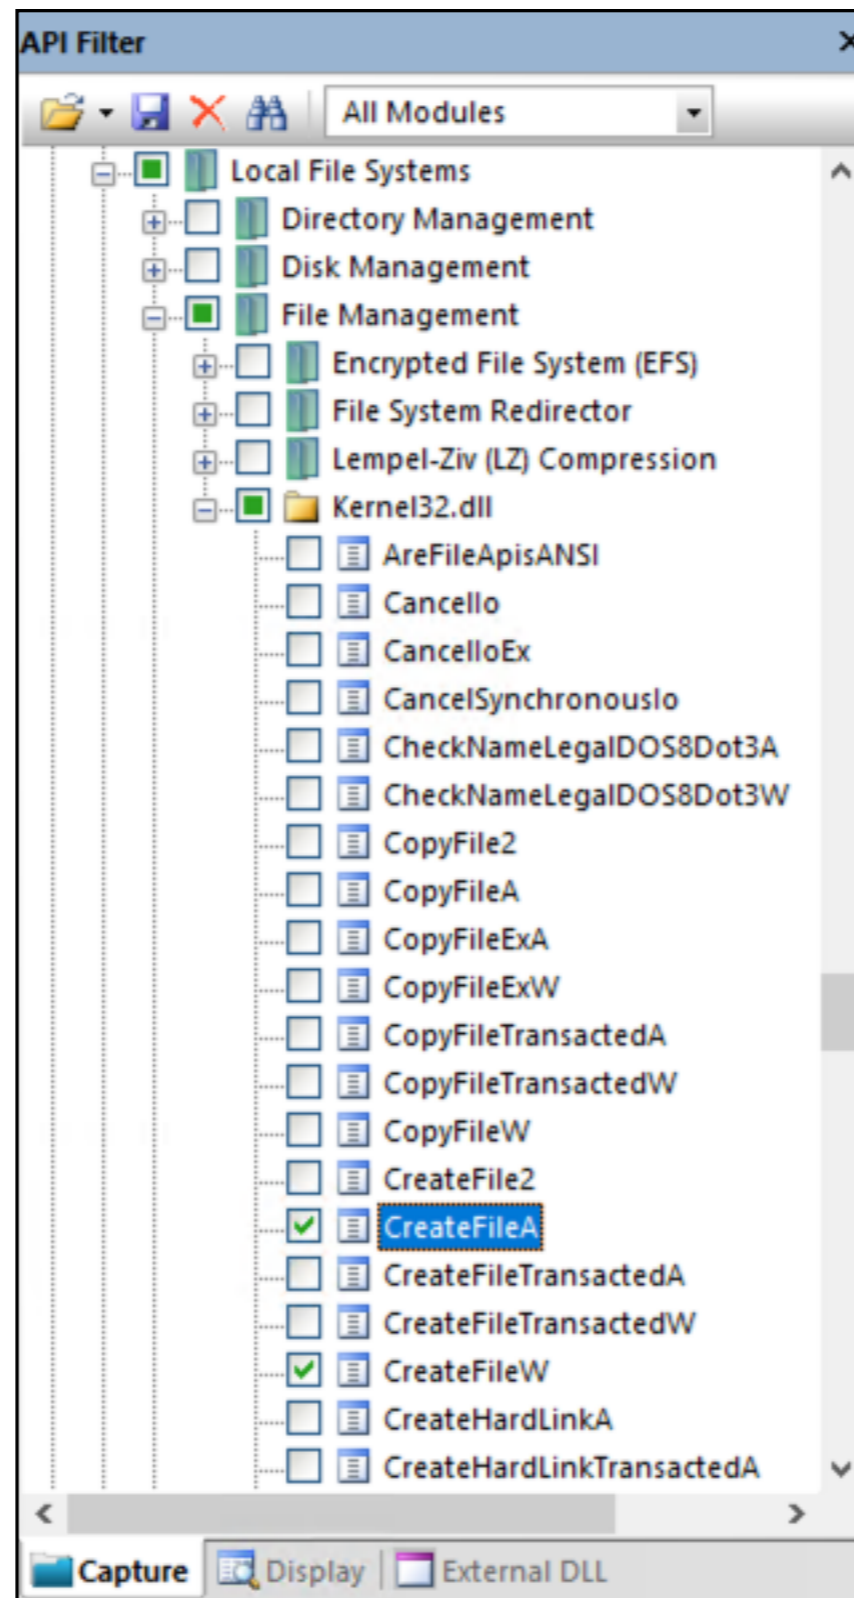 API Filter
All Modules
Local File Systems
Directory Management
Disk Management
File Management
Encrypted File System (EFS)
File System Redirector
Lempel-Ziv (LZ) Compression
Kernel32.dll
AreFileApisANSI
CancelIo
CancelIoEx
CancelSynchronousIo
CheckNameLegalDOS8Dot3A
CheckNameLegalDOS8Dot3W
CopyFile2
CopyFileA
CopyFileExA
CopyFileExW
CopyFileTransactedA
CopyFileTransactedW
CopyFileW
CreateFile2
CreateFileA
CreateFileTransactedA
CreateFileTransactedW
CreateFileW
CreateHardLinkA
CreateHardLinkTransactedA
Capture Display External DLL